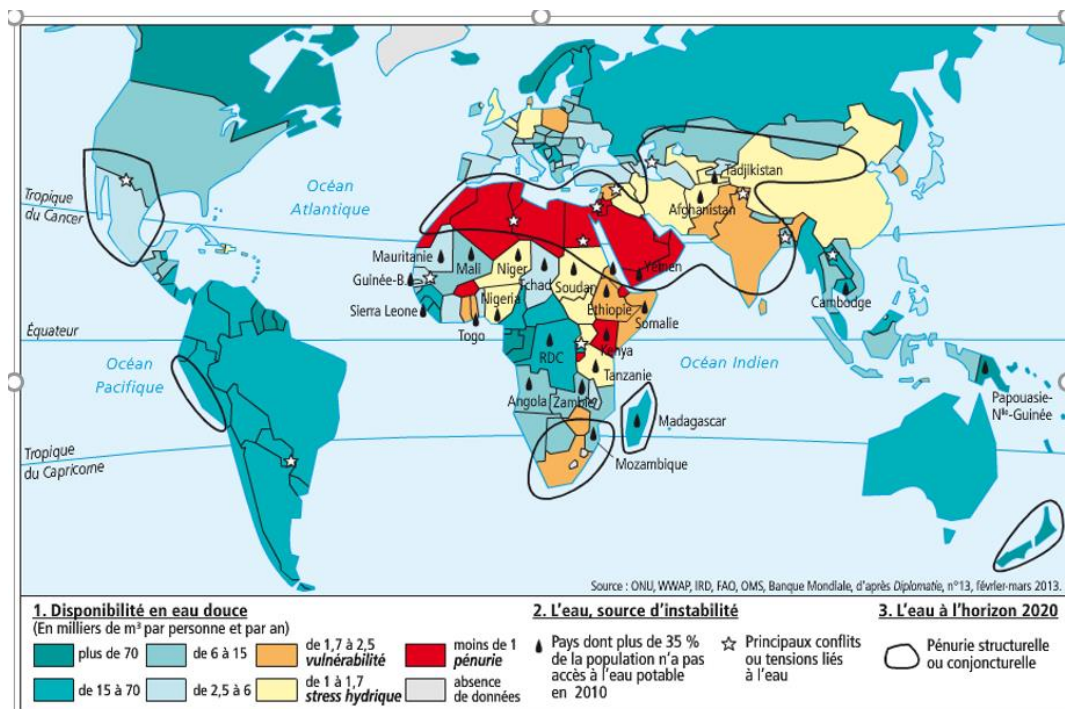 Océan
Atlantique
Tropique
du Cancer
Tadjikistan
Afghanistan
Mauritanie
Mali
Niger
Tchad
Soudan
Yémen
Guinée-B.
Nigeria
Éthiopie
Cambodge
Sierra Leone
Togo
Somalie
Équateur
RDC
Kenya
Océan Indien
Océan
Pacifique
Tanzanie
Angola
Zambie
Papouasie-
Nlle-Guinée
Madagascar
Tropique
du Capricorne
Mozambique
Source : ONU, WWAP, IRD, FAO, OMS, Banque Mondiale, d'après Diplomatie, n°13, février-mars 2013.
1. Disponibilité en eau douce
(En milliers de m³ par personne et par an)
plus de 70
de 6 à 15
de 1,7 à 2,5
vulnérabilité
moins de 1
pénurie
de 15 à 70
de 2,5 à 6
de 1 à 1,7
stress hydrique
absence
de données
2. L'eau, source d'instabilité
Pays dont plus de 35 %
de la population n'a pas
accès à l'eau potable
en 2010
Principaux conflits
ou tensions liés
à l'eau
3. L'eau à l'horizon 2020
Pénurie structurelle
ou conjoncturelle